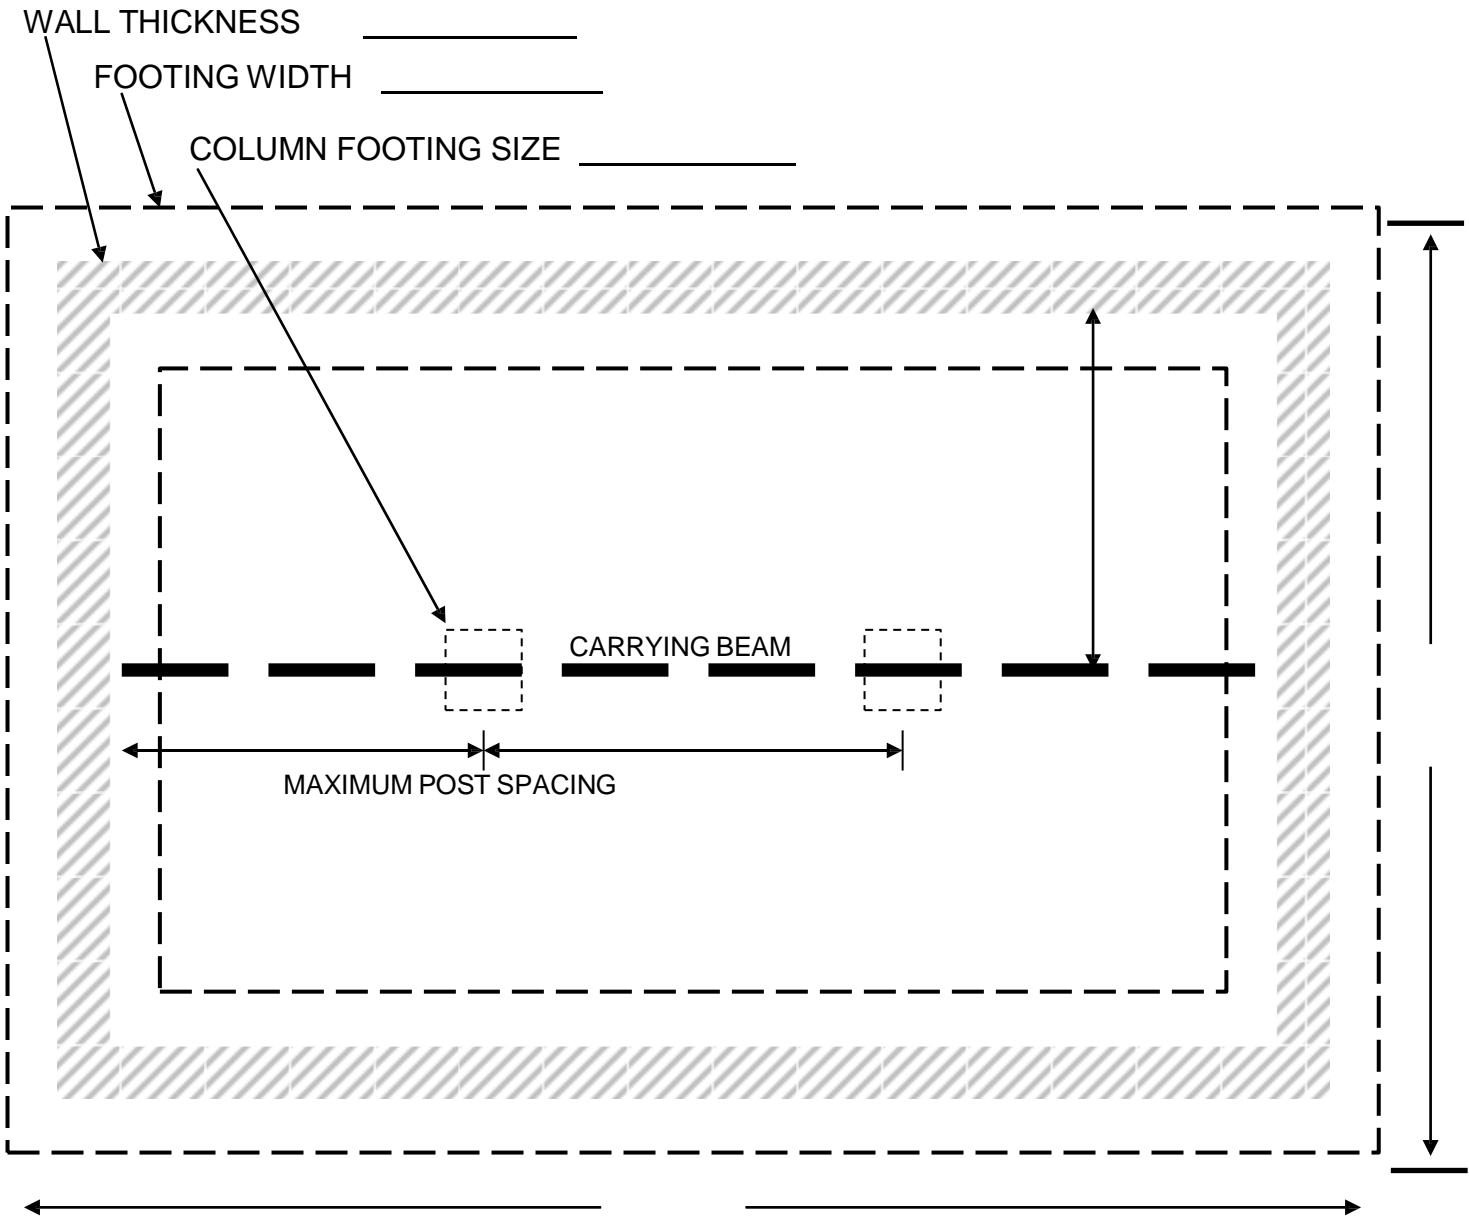 WALL THICKNESS
FOOTING WIDTH
COLUMN FOOTING SIZE
CARRYING BEAM
MAXIMUM POST SPACING